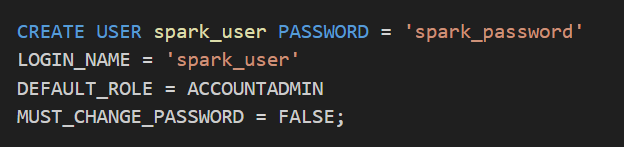 CREATE USER spark_user PASSWORD = 'spark_password'
LOGIN_NAME = 'spark_user'
DEFAULT_ROLE = ACCOUNTADMIN
MUST_CHANGE_PASSWORD = FALSE;